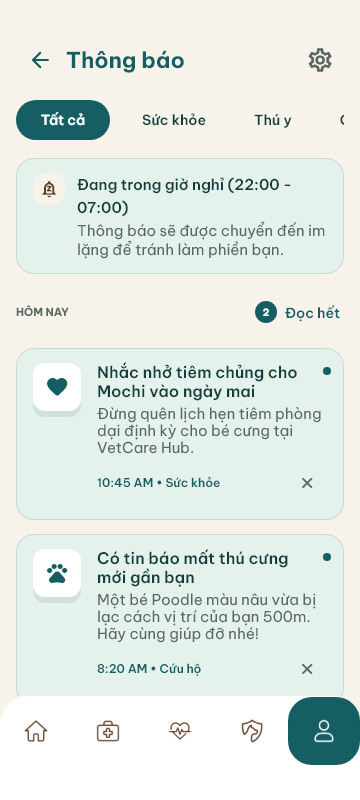 Thông báo
Tất cả
Sức khỏe
Thú y
Đang trong giờ nghỉ (22:00 -
07:00)
Thông báo sẽ được chuyển đến im
lặng để tránh làm phiền bạn.
HÔM NAY
2
Đọc hết
Nhắc nhở tiêm chủng cho
Mochi vào ngày mai
Đừng quên lịch hẹn tiêm phòng
dại định kỳ cho bé cưng tại
VetCare Hub.
10:45 AM • Sức khỏe
Có tin báo mất thú cưng
mới gần bạn
Một bé Poodle màu nâu vừa bị
lạc cách vị trí của bạn 500m.
Hãy cùng giúp đỡ nhé!
8:20 AM • Cứu hộ